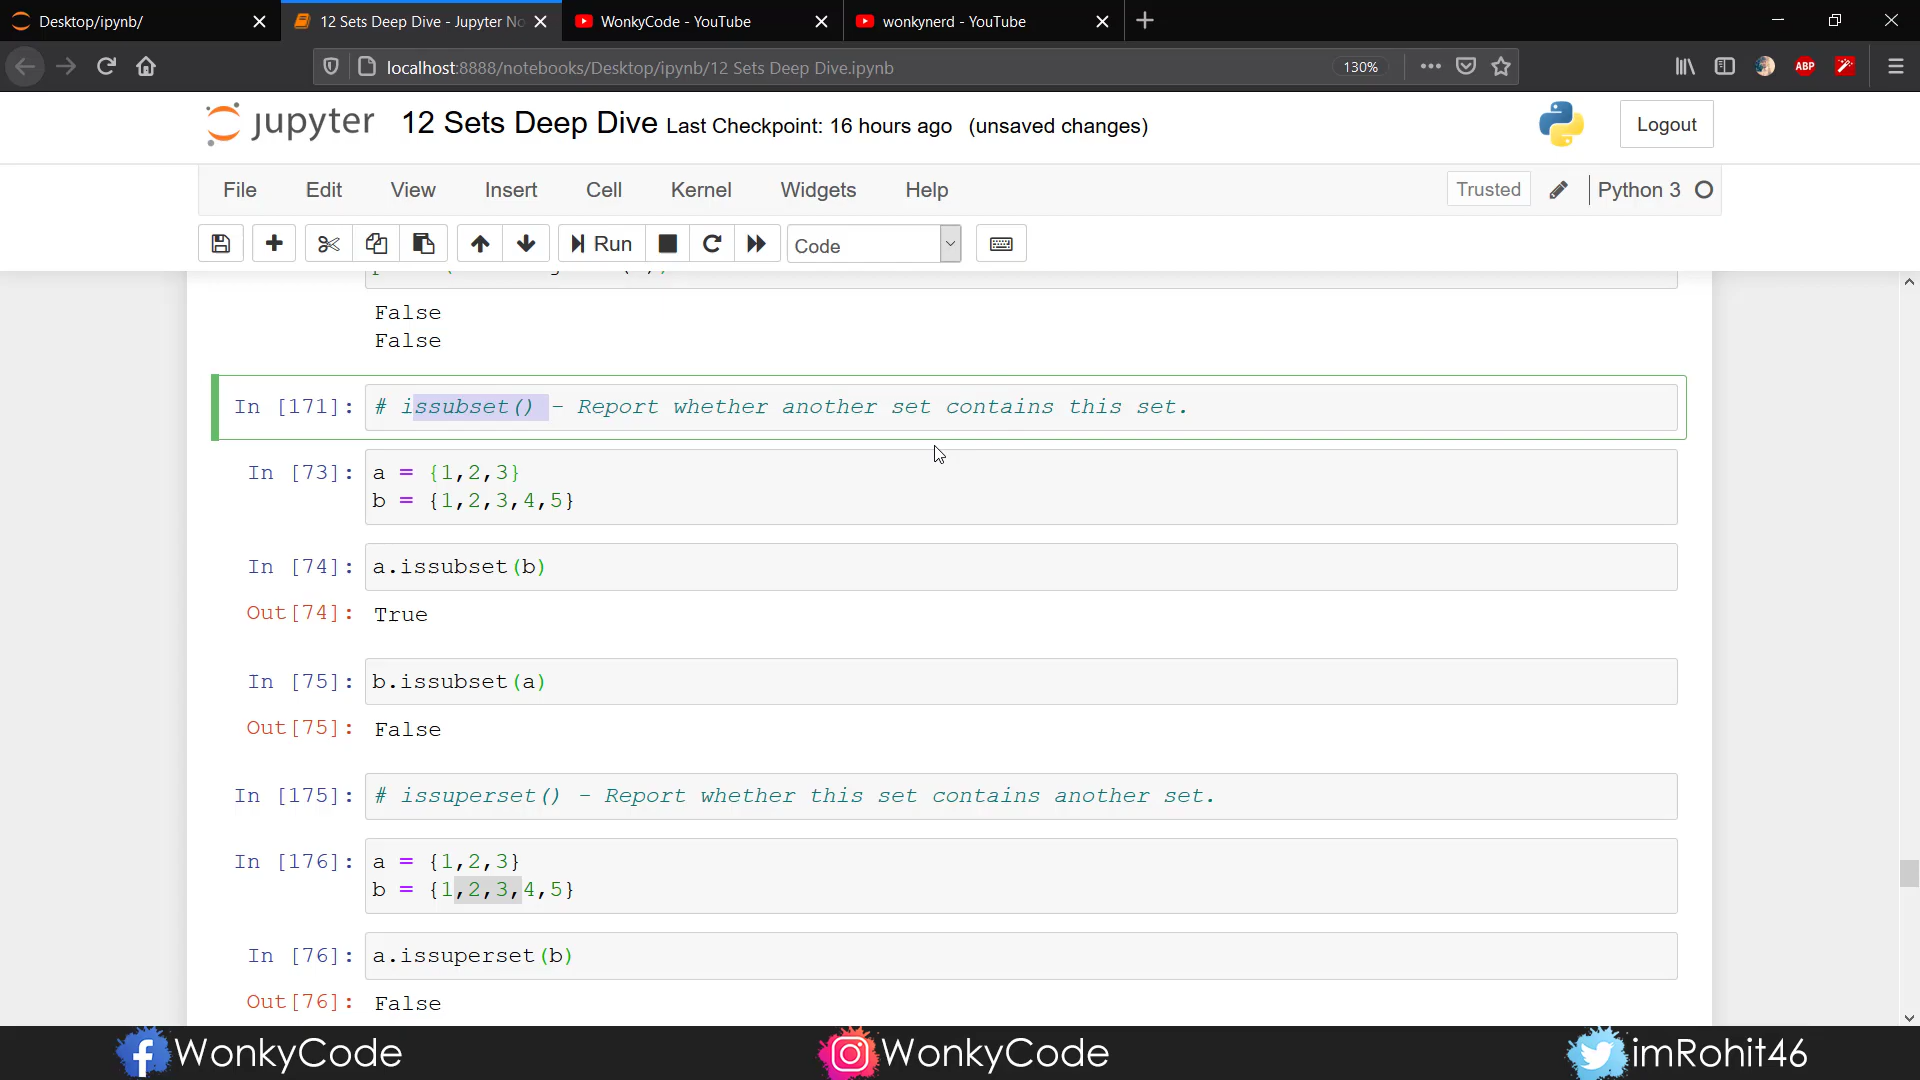 Desktop/ipynb/
12 Sets Deep Dive - Jupyter No
WonkyCode - YouTube
wonkynerd - YouTube
localhost:8888/notebooks/Desktop/ipynb/12 Sets Deep Dive.ipynb
130%
ABP
jupyter 12 Sets Deep Dive Last Checkpoint: 16 hours ago (unsaved changes)
Logout
File Edit View Insert Cell Kernel Widgets Help
Trusted Python 3
Run Code
False
False
In [171]: # issubset() - Report whether another set contains this set.
In [73]: a = {1,2,3}
b = {1,2,3,4,5}
In [74]: a.issubset(b)
Out[74]: True
In [75]: b.issubset(a)
Out[75]: False
In [175]: # issuperset() - Report whether this set contains another set.
In [176]: a = {1,2,3}
b = {1,2,3,4,5}
In [76]: a.issuperset(b)
Out[76]: False
WonkyCode
WonkyCode
imRohit46